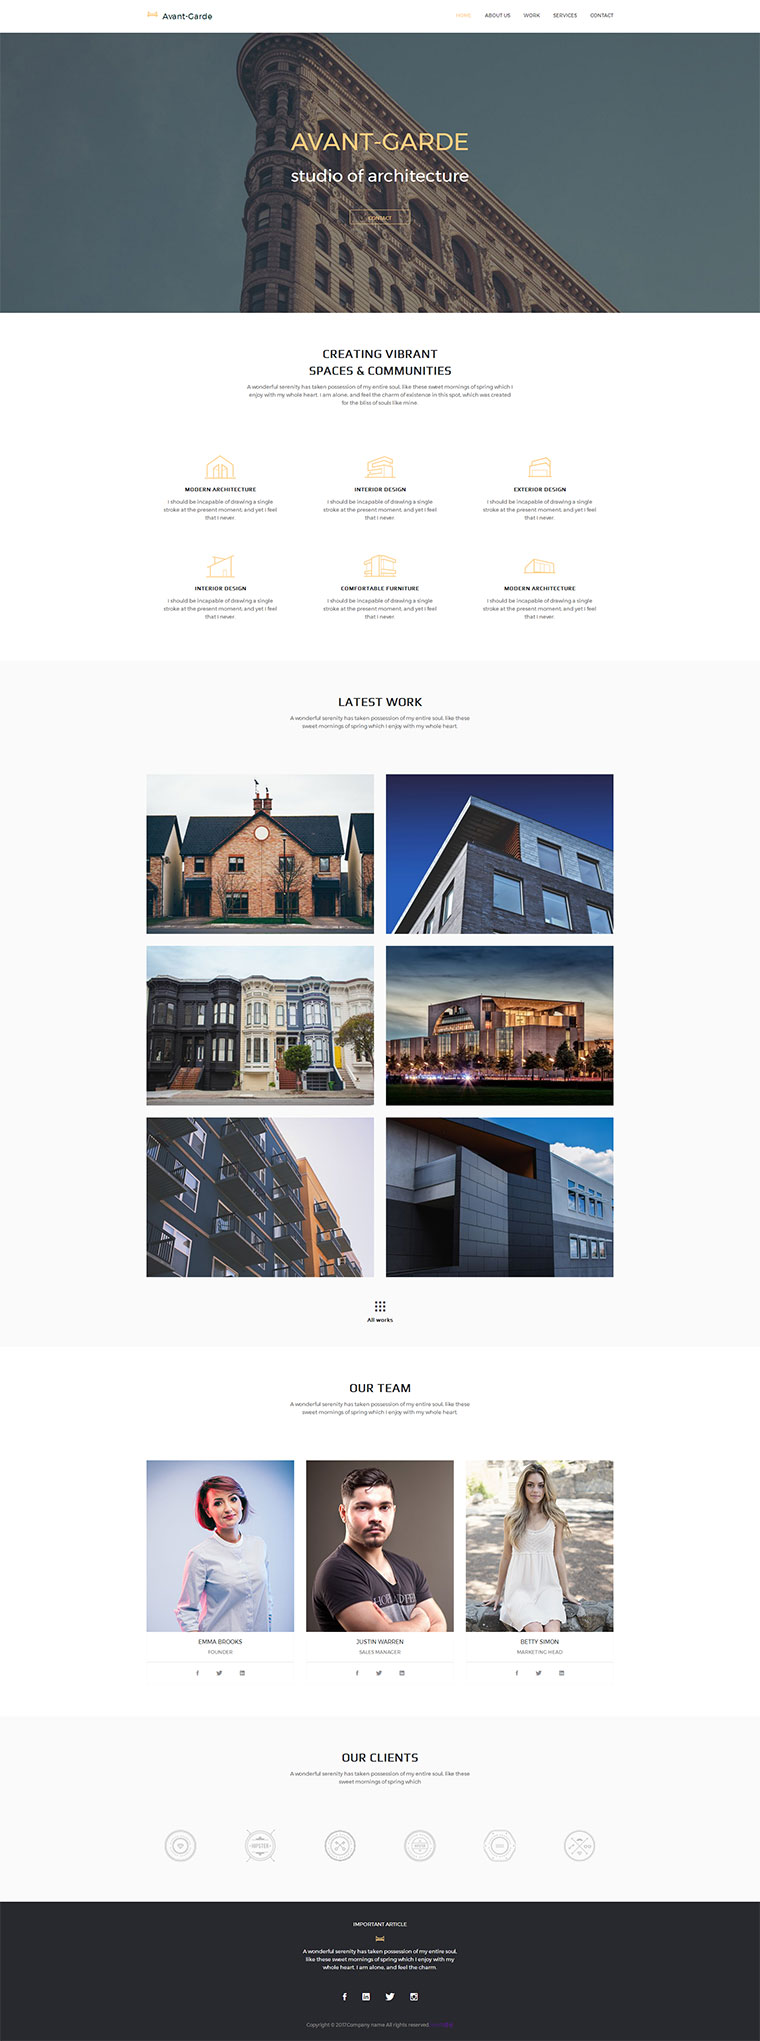 Avant-Garde
HOME ABOUT US WORK SERVICES CONTACT
AVANT-GARDE
studio of architecture
CONTACT
CREATING VIBRANT
SPACES & COMMUNITIES
A wonderful serenity has taken possession of my entire soul, like these sweet mornings of spring which I
enjoy with my whole heart. I am alone, and feel the charm of existence in this spot, which was created
for the bliss of souls like mine.
MODERN ARCHITECTURE
I should be incapable of drawing a single
stroke at the present moment; and yet I feel
that I never.
INTERIOR DESIGN
I should be incapable of drawing a single
stroke at the present moment; and yet I feel
that I never.
EXTERIOR DESIGN
I should be incapable of drawing a single
stroke at the present moment; and yet I feel
that I never.
INTERIOR DESIGN
I should be incapable of drawing a single
stroke at the present moment; and yet I feel
that I never.
COMFORTABLE FURNITURE
I should be incapable of drawing a single
stroke at the present moment; and yet I feel
that I never.
MODERN ARCHITECTURE
I should be incapable of drawing a single
stroke at the present moment; and yet I feel
that I never.
LATEST WORK
A wonderful serenity has taken possession of my entire soul, like these
sweet mornings of spring which I enjoy with my whole heart.
All works
OUR TEAM
A wonderful serenity has taken possession of my entire soul, like these
sweet mornings of spring which I enjoy with my whole heart.
EMMA BROOKS
FOUNDER
JUSTIN WARREN
SALES MANAGER
BETTY SIMON
MARKETING HEAD
OUR CLIENTS
A wonderful serenity has taken possession of my entire soul, like these
sweet mornings of spring which
HIPSTER
IMPORTANT ARTICLE
A wonderful serenity has taken possession of my entire soul,
like these sweet mornings of spring which I enjoy with my
whole heart. I am alone, and feel the charm.
Copyright © 2017.Company name All rights reserved.